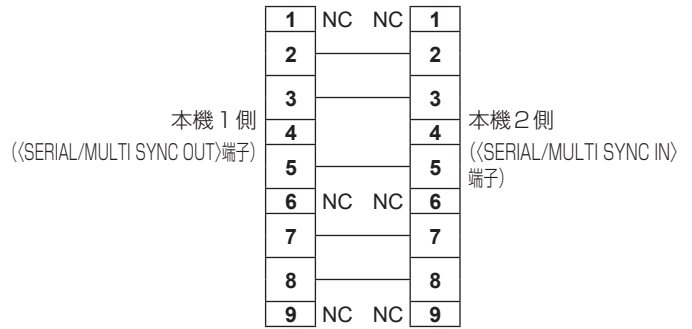 1 NC NC 1
2 2
3 3
本機１側
(〈SERIAL/MULTI SYNC OUT〉端子)
4 4
本機２側
(〈SERIAL/MULTI SYNC IN〉
端子)
5 5
6 NC NC 6
7 7
8 8
9 NC NC 9